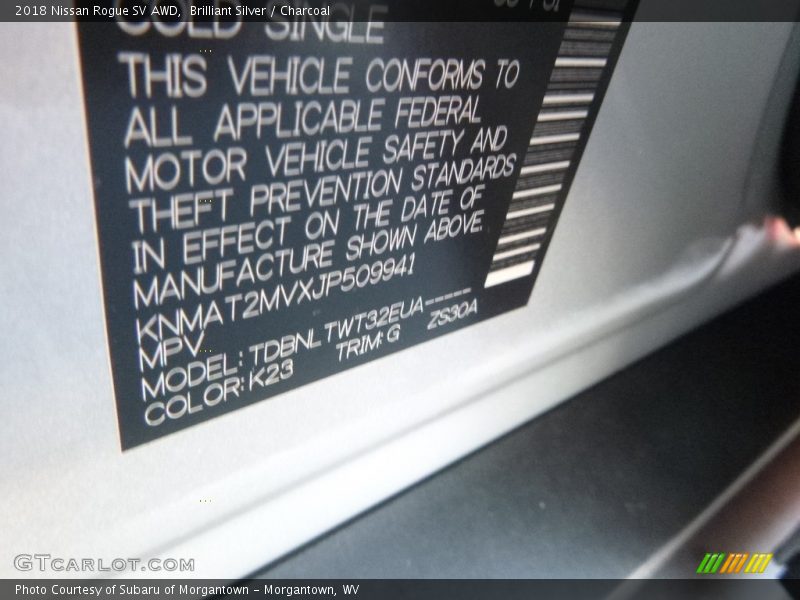 2018 Nissan Rogue SV AWD,  Brilliant Silver / Charcoal
COLD SINGLE
THIS VEHICLE CONFORMS TO
ALL APPLICABLE FEDERAL
MOTOR VEHICLE SAFETY AND
THEFT PREVENTION STANDARDS
IN EFFECT ON THE DATE OF
MANUFACTURE SHOWN ABOVE.
KNMAT2MVXJP509941
MPV
MODEL: TDBNLTWT32EUA-----
COLOR: K23 TRIM: G ZS30A
GTCARLOT.COM
Photo Courtesy of Subaru of Morgantown - Morgantown, WV